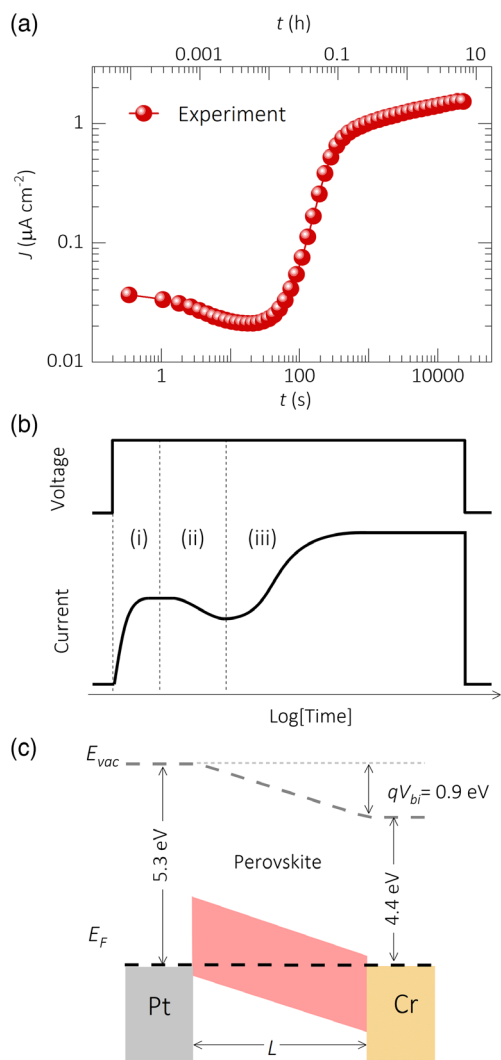 (a)
t (h)
0.001 0.1 10
Experiment
J (μA cm⁻²)
1
0.1
0.01
1 100 10000
t (s)
(b)
Voltage
(i) (ii) (iii)
Current
Log[Time]
(c)
Evac
qVbi= 0.9 eV
5.3 eV
Perovskite
4.4 eV
EF
Pt
Cr
L